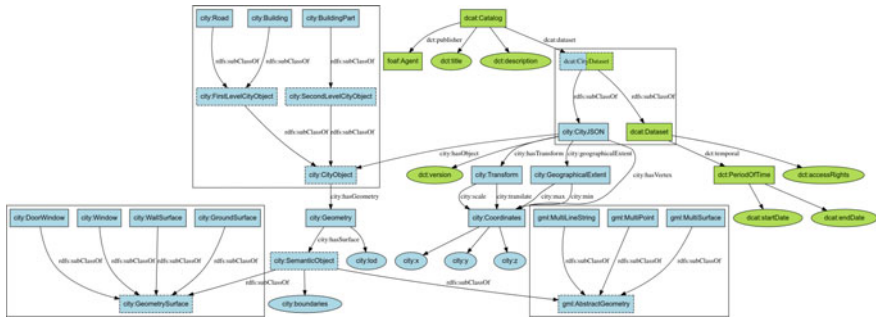 city:Road city:Building city:BuildingPart dcat:Catalog
dct:publisher dcat:dataset
rdfs:subClassOf rdfs:subClassOf rdfs:subClassOf foaf:Agent dct:title dct:description dcat:CityDataset
city:FirstLevelCityObject city:SecondLevelCityObject rdfs:subClassOf rdfs:subClassOf
rdfs:subClassOf rdfs:subClassOf city:CityJSON dcat:Dataset
city:hasObject city:hasTransform city:geographicalExtent dct:temporal
city:CityObject dct:version city:Transform city:GeographicalExtent city:hasVertex dct:PeriodOfTime dct:accessRights
city:hasGeometry city:scale city:translate city:max city:min
city:DoorWindow city:Window city:WallSurface city:GroundSurface city:Geometry city:Coordinates gml:MultiLineString gml:MultiPoint gml:MultiSurface dcat:startDate dcat:endDate
city:hasSurface
rdfs:subClassOf rdfs:subClassOf rdfs:subClassOf rdfs:subClassOf city:SemanticObject city:lod city:x city:y city:z rdfs:subClassOf rdfs:subClassOf rdfs:subClassOf
rdfs:subClassOf rdfs:subClassOf
city:GeometrySurface city:boundaries gml:AbstractGeometry